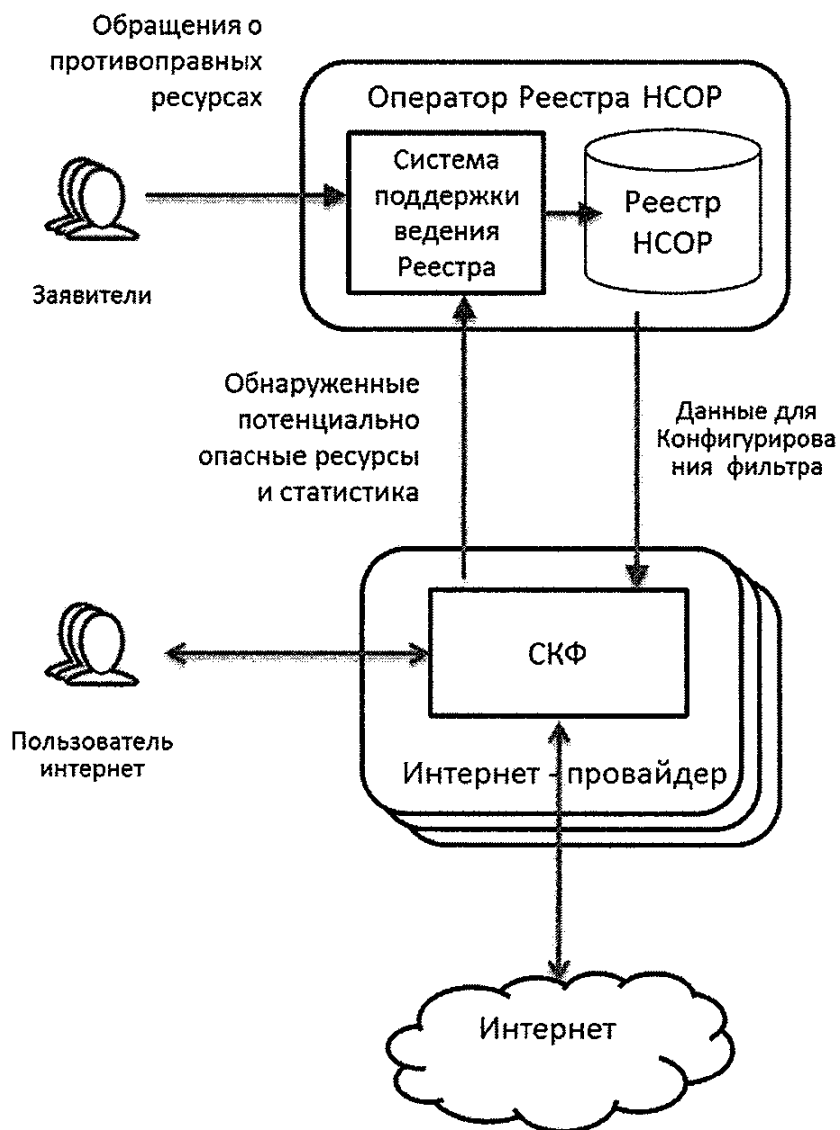 Обращения о
противоправных
ресурсах
Оператор Реестра НСОР
Система
поддержки
ведения
Реестра
Реестр
НСОР
Заявители
Обнаруженные
потенциально
опасные ресурсы
и статистика
Данные для
Конфигурирова
ния фильтра
СКФ
Пользователь
интернет
Интернет - провайдер
Интернет